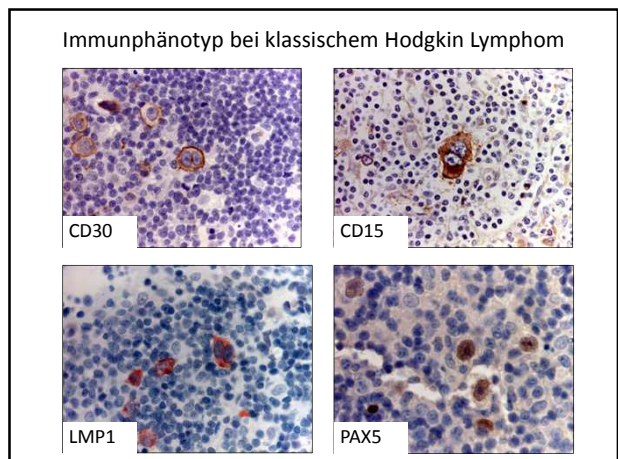 Immunphänotyp bei klassischem Hodgkin Lymphom
CD30
CD15
LMP1
PAX5